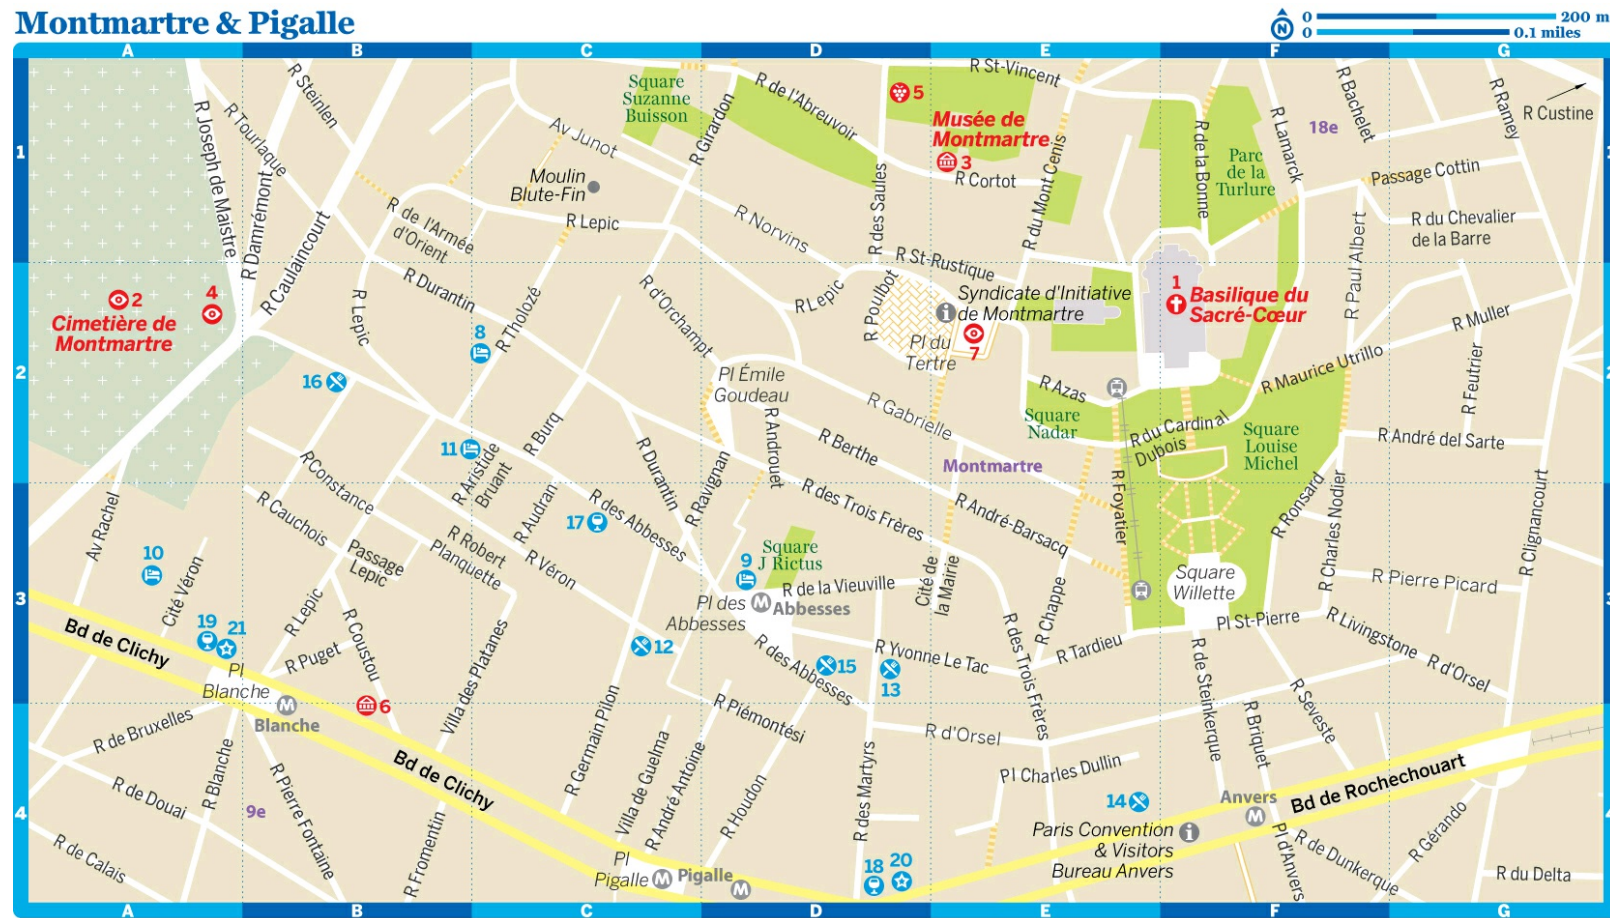 Montmartre & Pigalle
0 200 m
0 0.1 miles
N
A B C D E F G
1
R Joseph de Maistre
R Tourlaque
R Steinlen
R Damrémont
R Caulaincourt
Square
Suzanne
Buisson
Av Junot
R Girardon
R de l'Abreuvoir
5
R St-Vincent
Musée de
Montmartre
3
R Cortot
R des Saules
R du Mont Cenis
R de la Bonne
Parc
de la
Turlure
R Lamarck
18e
R Bachelet
R Ramey
R Custine
Passage Cottin
R du Chevalier
de la Barre
R Paul Albert
Moulin
Blute-Fin
R Lepic
R de l'Armée
d'Orient
R Norvins
R St-Rustique
2
2
4
Cimetière de
Montmartre
R Lepic
R Durantin
R Tholozé
8
R d'Orchampt
R Lepic
R Poulbot
Syndicate d'Initiative
de Montmartre
Pl du
Tertre
7
1
Basilique du
Sacré-Cœur
R Muller
R Feutrier
R Maurice Utrillo
16
Pl Émile
Goudeau
R Gabrielle
R Azas
Square
Nadar
R du Cardinal
Dubois
Square
Louise
Michel
R André del Sarte
11
R Burq
R Aristide
Bruant
R Durantin
R Ravignan
R Androuet
R Berthe
Montmartre
R Foyatier
R Ronsard
R Charles Nodier
R Clignancourt
3
Av Rachel
R Constance
R Cauchois
R Audran
17
R des Abbesses
R des Trois Frères
R André-Barsacq
R Robert
Planquette
R Véron
Passage
Lepic
10
Cité Véron
9
Square
J Rictus
R de la Vieuville
Cité de
la Mairie
R Chappe
Square
Willette
R Pierre Picard
Pl des
Abbesses
M Abbesses
Bd de Clichy
19
21
R Lepic
R Coustou
R Puget
Pl
Blanche
M
Blanche
6
Villa des Platanes
12
R des Abbesses
15
R Yvonne Le Tac
13
R des Trois Frères
R Tardieu
Pl St-Pierre
R de Steinkerque
R Livingstone
R d'Orsel
R Seveste
4
R de Bruxelles
R Blanche
R de Douai
R de Calais
9e
R Pierre Fontaine
Bd de Clichy
R Fromentin
R Germain Pilon
Villa de Guelma
R André Antoine
R Piémontési
R Houdon
R des Martyrs
R d'Orsel
Pl Charles Dullin
R Briquet
Bd de Rochechouart
14
Anvers
M
Paris Convention
& Visitors
Bureau Anvers
Pl d'Anvers
R de Dunkerque
R Gérando
R du Delta
Pl
Pigalle M Pigalle M
18
20
A B C D E F G